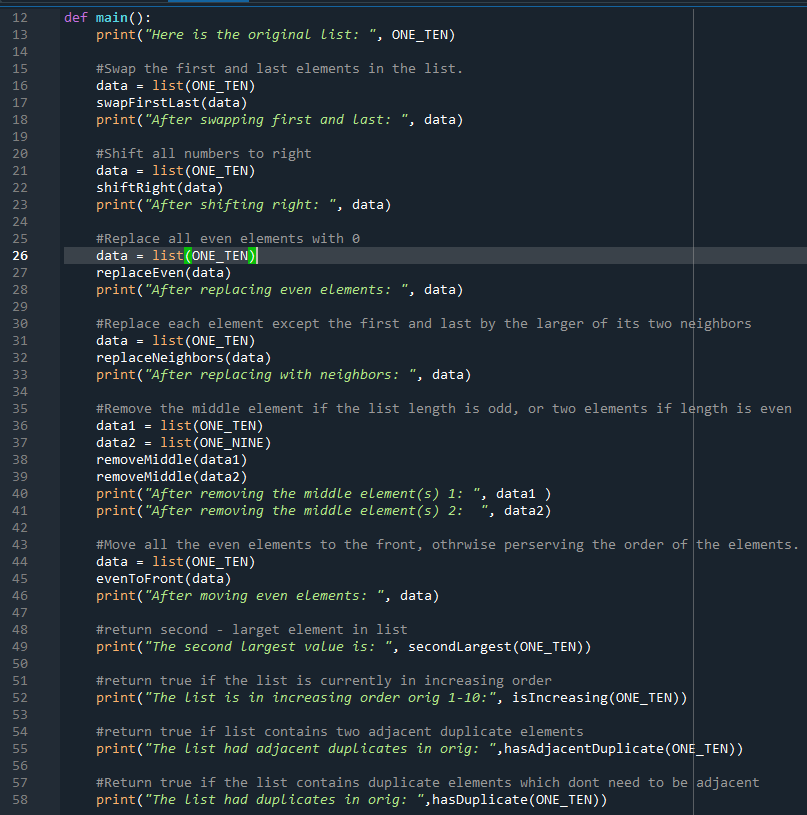 12 def main():
13 print("Here is the original list: ", ONE_TEN)
14
15 #Swap the first and last elements in the list.
16 data = list(ONE_TEN)
17 swapFirstLast(data)
18 print("After swapping first and last: ", data)
19
20 #Shift all numbers to right
21 data = list(ONE_TEN)
22 shiftRight(data)
23 print("After shifting right: ", data)
24
25 #Replace all even elements with 0
26 data = list(ONE_TEN)
27 replaceEven(data)
28 print("After replacing even elements: ", data)
29
30 #Replace each element except the first and last by the larger of its two neighbors
31 data = list(ONE_TEN)
32 replaceNeighbors(data)
33 print("After replacing with neighbors: ", data)
34
35 #Remove the middle element if the list length is odd, or two elements if length is even
36 data1 = list(ONE_TEN)
37 data2 = list(ONE_NINE)
38 removeMiddle(data1)
39 removeMiddle(data2)
40 print("After removing the middle element(s) 1: ", data1 )
41 print("After removing the middle element(s) 2:  ", data2)
42
43 #Move all the even elements to the front, othrwise perserving the order of the elements.
44 data = list(ONE_TEN)
45 evenToFront(data)
46 print("After moving even elements: ", data)
47
48 #return second - larget element in list
49 print("The second largest value is: ", secondLargest(ONE_TEN))
50
51 #return true if the list is currently in increasing order
52 print("The list is in increasing order orig 1-10:", isIncreasing(ONE_TEN))
53
54 #return true if list contains two adjacent duplicate elements
55 print("The list had adjacent duplicates in orig: ",hasAdjacentDuplicate(ONE_TEN))
56
57 #Return true if the list contains duplicate elements which dont need to be adjacent
58 print("The list had duplicates in orig: ",hasDuplicate(ONE_TEN))